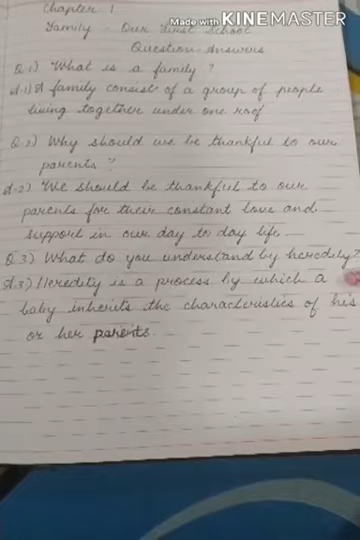 Chapter 1
Made with KINEMASTER
Family - Our First School
Question-Answers
Q.1) What is a family?
A.1) A family consist of a group of people
living together under one roof
Q.2) Why should we be thankful to our
parents?
A.2) We should be thankful to our
parents for their constant love and
support in our day to day life.
Q.3) What do you understand by heredity?
A.3) Heredity is a process by which a
baby inherits the characteristics of his
or her parents.